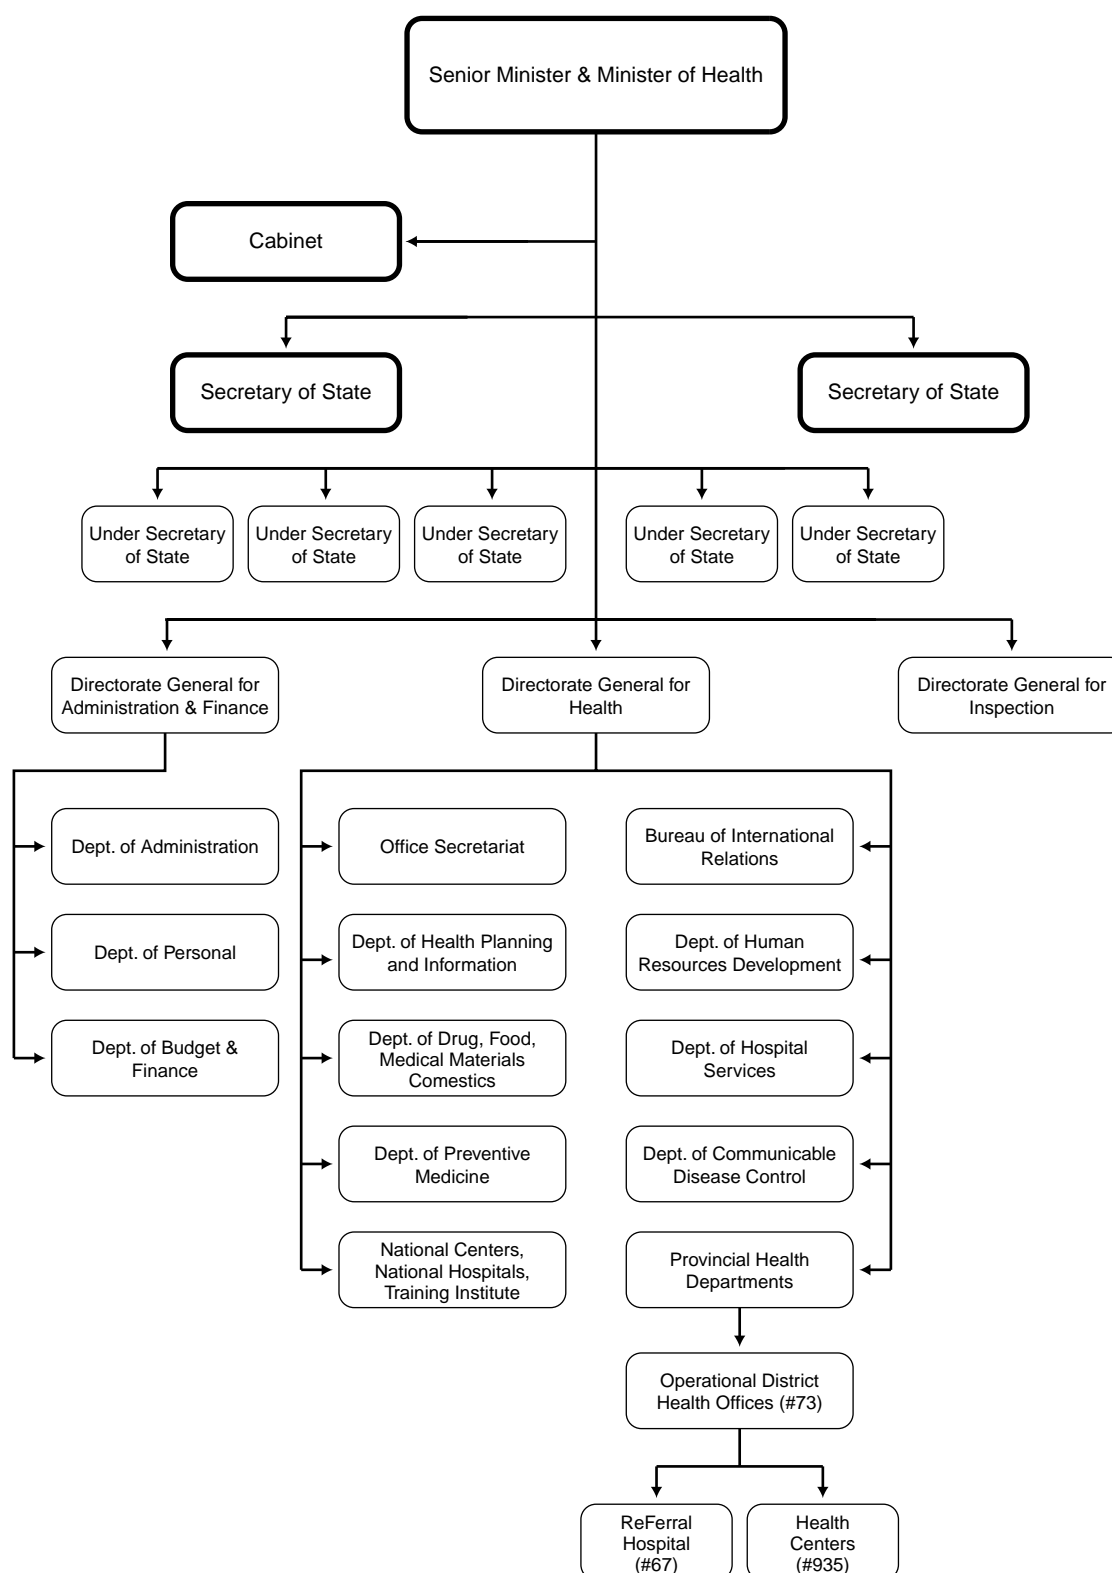 Senior Minister & Minister of Health
Cabinet
Secretary of State
Secretary of State
Under Secretary
of State
Under Secretary
of State
Under Secretary
of State
Under Secretary
of State
Under Secretary
of State
Directorate General for
Administration & Finance
Directorate General for
Health
Directorate General for
Inspection
Dept. of Administration
Dept. of Personal
Dept. of Budget &
Finance
Office Secretariat
Dept. of Health Planning
and Information
Dept. of Drug, Food,
Medical Materials
Comestics
Dept. of Preventive
Medicine
National Centers,
National Hospitals,
Training Institute
Bureau of International
Relations
Dept. of Human
Resources Development
Dept. of Hospital
Services
Dept. of Communicable
Disease Control
Provincial Health
Departments
Operational District
Health Offices (#73)
ReFerral
Hospital
(#67)
Health
Centers
(#935)